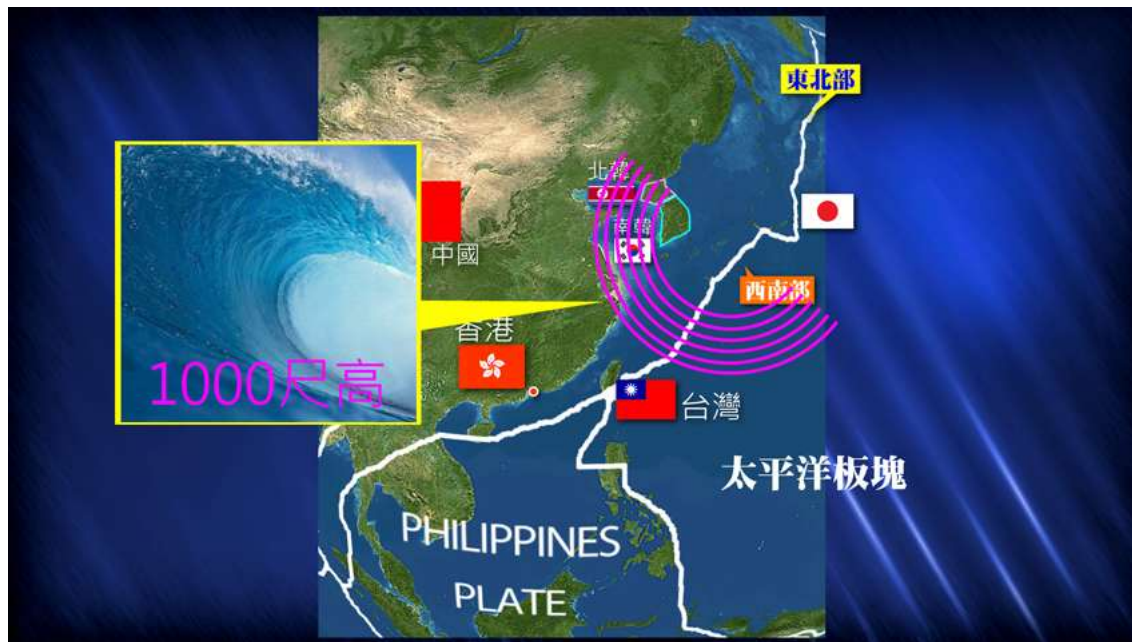 東北部
北韓
南韓
中國
西南部
香港
1000尺高
台灣
太平洋板塊
PHILIPPINES
PLATE